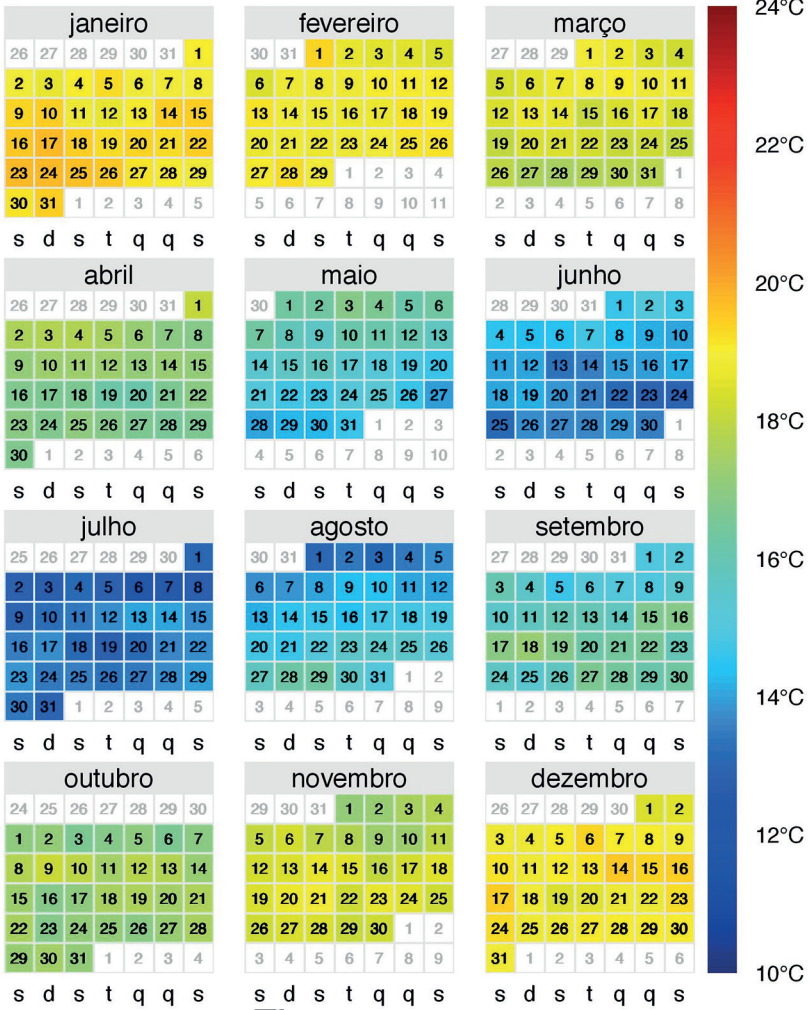 janeiro
26 27 28 29 30 31 1
2 3 4 5 6 7 8
9 10 11 12 13 14 15
16 17 18 19 20 21 22
23 24 25 26 27 28 29
30 31 1 2 3 4 5
s d s t q q s
fevereiro
30 31 1 2 3 4 5
6 7 8 9 10 11 12
13 14 15 16 17 18 19
20 21 22 23 24 25 26
27 28 29 1 2 3 4
5 6 7 8 9 10 11
s d s t q q s
março
27 28 29 1 2 3 4
5 6 7 8 9 10 11
12 13 14 15 16 17 18
19 20 21 22 23 24 25
26 27 28 29 30 31 1
2 3 4 5 6 7 8
s d s t q q s
abril
26 27 28 29 30 31 1
2 3 4 5 6 7 8
9 10 11 12 13 14 15
16 17 18 19 20 21 22
23 24 25 26 27 28 29
30 1 2 3 4 5 6
s d s t q q s
maio
30 1 2 3 4 5 6
7 8 9 10 11 12 13
14 15 16 17 18 19 20
21 22 23 24 25 26 27
28 29 30 31 1 2 3
4 5 6 7 8 9 10
s d s t q q s
junho
28 29 30 31 1 2 3
4 5 6 7 8 9 10
11 12 13 14 15 16 17
18 19 20 21 22 23 24
25 26 27 28 29 30 1
2 3 4 5 6 7 8
s d s t q q s
julho
25 26 27 28 29 30 1
2 3 4 5 6 7 8
9 10 11 12 13 14 15
16 17 18 19 20 21 22
23 24 25 26 27 28 29
30 31 1 2 3 4 5
s d s t q q s
agosto
30 31 1 2 3 4 5
6 7 8 9 10 11 12
13 14 15 16 17 18 19
20 21 22 23 24 25 26
27 28 29 30 31 1 2
3 4 5 6 7 8 9
s d s t q q s
setembro
27 28 29 30 31 1 2
3 4 5 6 7 8 9
10 11 12 13 14 15 16
17 18 19 20 21 22 23
24 25 26 27 28 29 30
1 2 3 4 5 6 7
s d s t q q s
outubro
24 25 26 27 28 29 30
1 2 3 4 5 6 7
8 9 10 11 12 13 14
15 16 17 18 19 20 21
22 23 24 25 26 27 28
29 30 31 1 2 3 4
s d s t q q s
novembro
29 30 31 1 2 3 4
5 6 7 8 9 10 11
12 13 14 15 16 17 18
19 20 21 22 23 24 25
26 27 28 29 30 1 2
3 4 5 6 7 8 9
s d s t q q s
dezembro
26 27 28 29 30 1 2
3 4 5 6 7 8 9
10 11 12 13 14 15 16
17 18 19 20 21 22 23
24 25 26 27 28 29 30
31 1 2 3 4 5 6
s d s t q q s
24°C
22°C
20°C
18°C
16°C
14°C
12°C
10°C